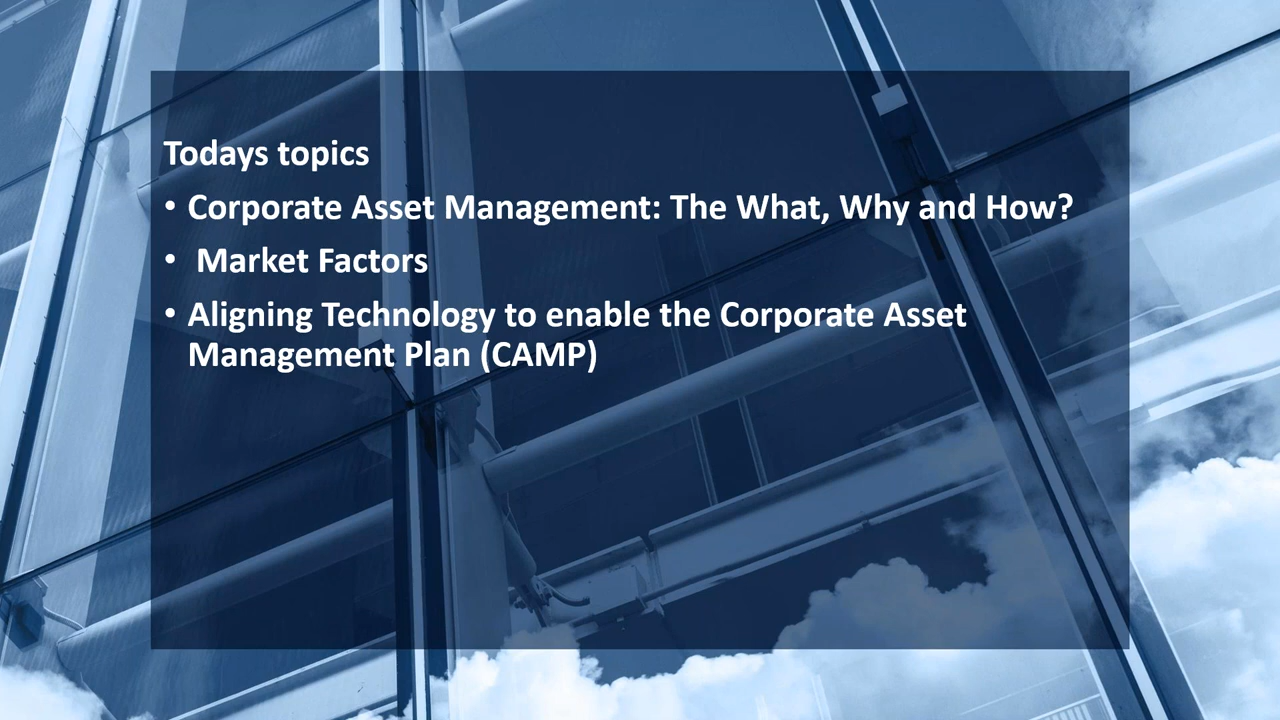 Todays topics
• Corporate Asset Management: The What, Why and How?
• Market Factors
• Aligning Technology to enable the Corporate Asset
Management Plan (CAMP)